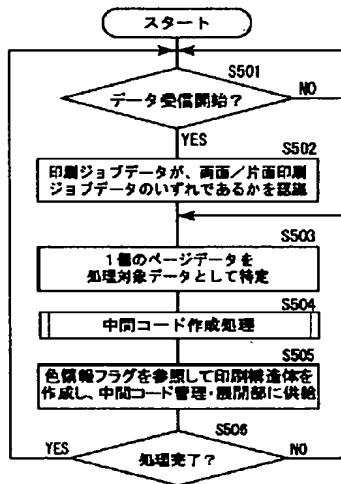 スタート
S501
データ受信開始?
NO
YES
S502
印刷ジョブデータが、両面/片面印刷
ジョブデータのいずれであるかを認識
S503
1個のページデータを
処理対象データとして特定
S504
中間コード作成処理
S505
色情報フラグを参照して印刷構造体を
作成し、中間コード管理・展開部に供給
S506
YES
処理完了?
NO